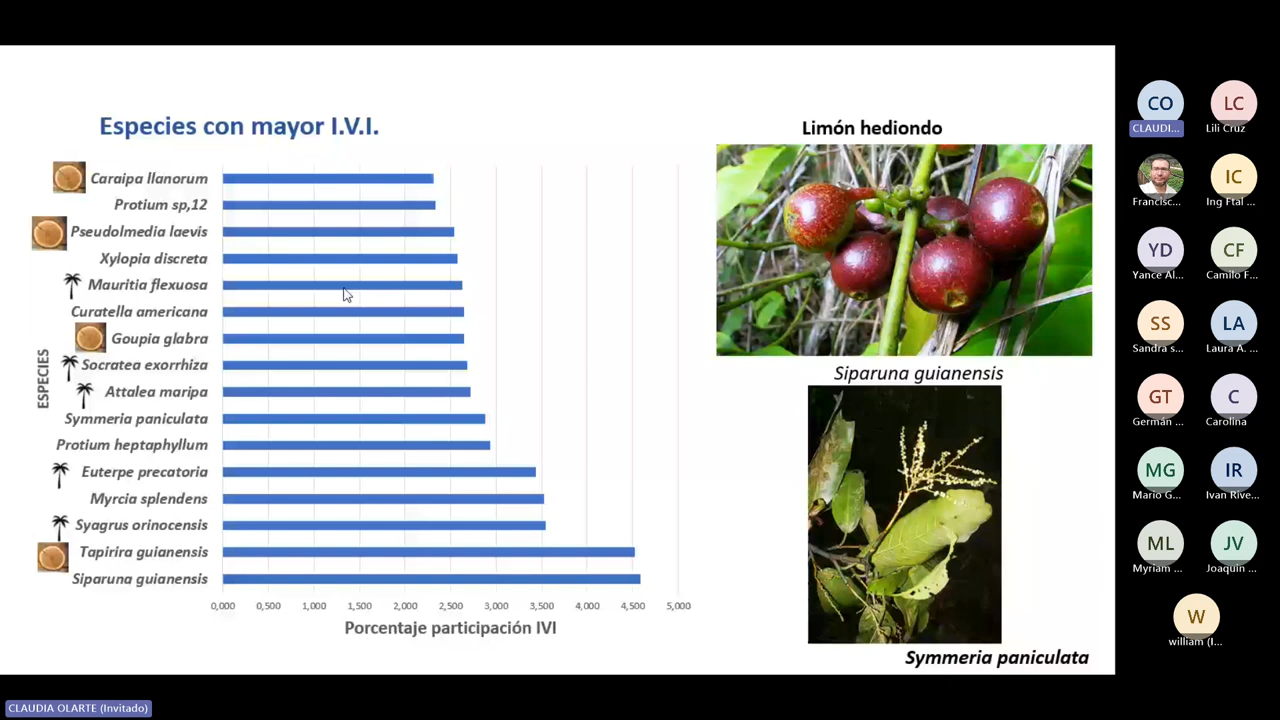 Especies con mayor I.V.I.
Caraipa llanorum
Protium sp,12
Pseudolmedia laevis
Xylopia discreta
Mauritia flexuosa
Curatella americana
Goupia glabra
Socratea exorrhiza
Attalea maripa
Symmeria paniculata
Protium heptaphyllum
Euterpe precatoria
Myrcia splendens
Syagrus orinocensis
Tapirira guianensis
Siparuna guianensis
ESPECIES
0,000 0,500 1,000 1,500 2,000 2,500 3,000 3,500 4,000 4,500 5,000
Porcentaje participación IVI
Limón hediondo
Siparuna guianensis
Symmeria paniculata
CO LC
CLAUDI... Lili Cruz
IC
Francisc... Ing Ftal ...
YD CF
Yance Al... Camilo F...
SS LA
Sandra s... Laura A. ...
GT C
Germán ... Carolina
MG IR
Mario G... Ivan Rive...
ML JV
Myriam ... Joaquin ...
W
william (I...
CLAUDIA OLARTE (Invitado)